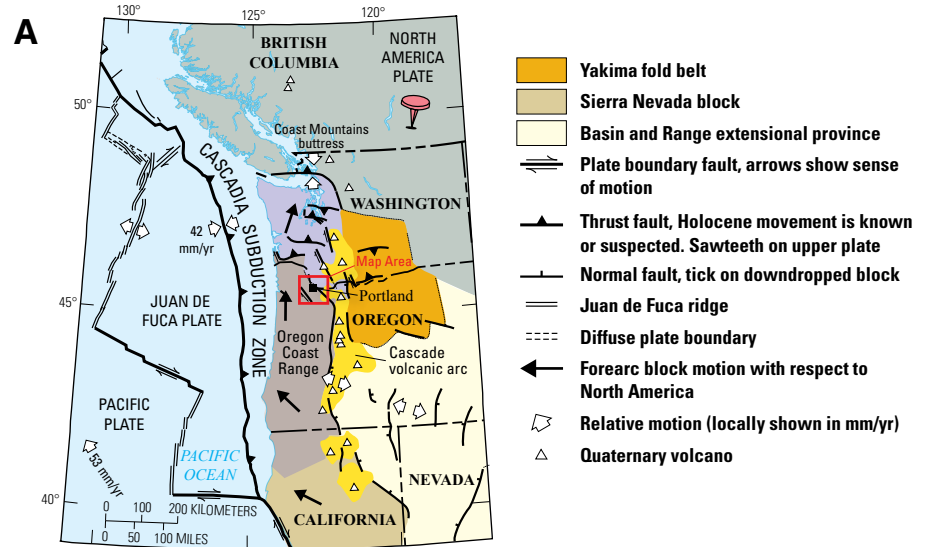 A
130°
125°
120°
BRITISH
COLUMBIA
NORTH
AMERICA
PLATE
50°
Coast Mountains
buttress
CASCADIA SUBDUCTION ZONE
WASHINGTON
42
mm/yr
Map Area
45°
JUAN DE
FUCA PLATE
Portland
OREGON
Oregon
Coast
Range
Cascade
volcanic arc
PACIFIC
PLATE
PACIFIC
OCEAN
53 mm/yr
NEVADA
40°
0 100 200 KILOMETERS
0 50 100 MILES
CALIFORNIA
Yakima fold belt
Sierra Nevada block
Basin and Range extensional province
Plate boundary fault, arrows show sense
of motion
Thrust fault, Holocene movement is known
or suspected. Sawteeth on upper plate
Normal fault, tick on downdropped block
Juan de Fuca ridge
Diffuse plate boundary
Forearc block motion with respect to
North America
Relative motion (locally shown in mm/yr)
Quaternary volcano